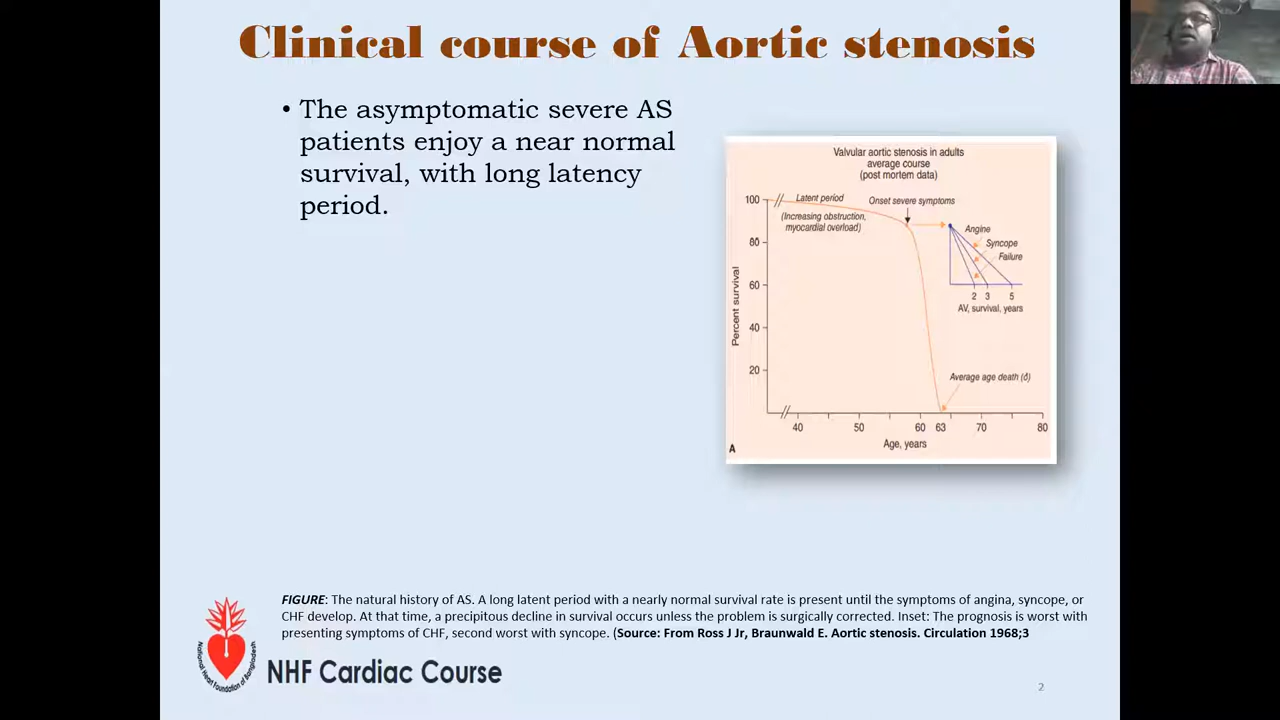 Clinical course of Aortic stenosis
• The asymptomatic severe AS
patients enjoy a near normal
survival, with long latency
period.
Valvular aortic stenosis in adults
average course
(post mortem data)
100
Latent period
Onset severe symptoms
(Increasing obstruction,
myocardial overload)
Angine
Syncope
Failure
80
60
40
20
2 3 5
AV, survival, years
Percent survival
Average age death (♂)
40 50 60 63 70 80
Age, years
A
FIGURE: The natural history of AS. A long latent period with a nearly normal survival rate is present until the symptoms of angina, syncope, or
CHF develop. At that time, a precipitous decline in survival occurs unless the problem is surgically corrected. Inset: The prognosis is worst with
presenting symptoms of CHF, second worst with syncope. (Source: From Ross J Jr, Braunwald E. Aortic stenosis. Circulation 1968;3
National Heart Foundation of Bangladesh
NHF Cardiac Course
2